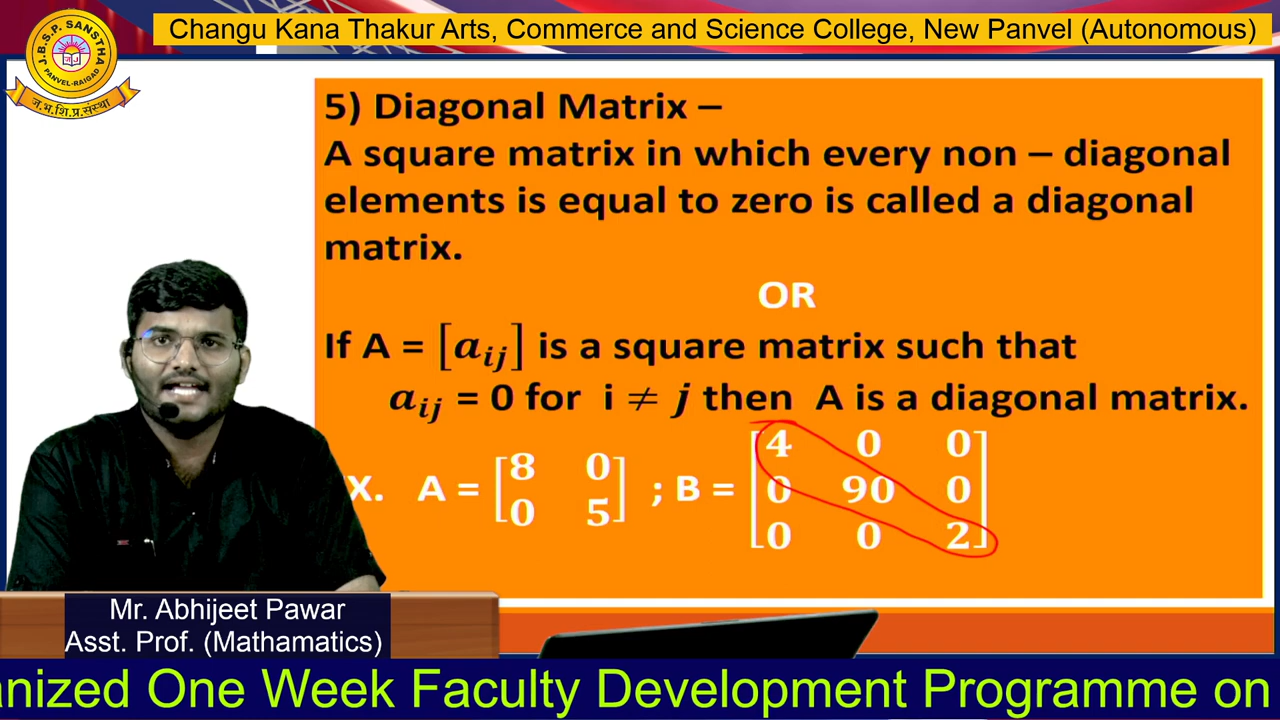 Changu Kana Thakur Arts, Commerce and Science College, New Panvel (Autonomous)
J.B.S.P. SANSTHA
PANVEL-RAIGAD
ज.भ.शि.प्र.संस्था
5) Diagonal Matrix –
A square matrix in which every non – diagonal
elements is equal to zero is called a diagonal
matrix.
OR
If A = [aᵢⱼ] is a square matrix such that
aᵢⱼ = 0 for i ≠ j then A is a diagonal matrix.
X. A = [8 0; 0 5] ; B = [4 0 0; 0 90 0; 0 0 2]
Mr. Abhijeet Pawar
Asst. Prof. (Mathamatics)
anized One Week Faculty Development Programme on